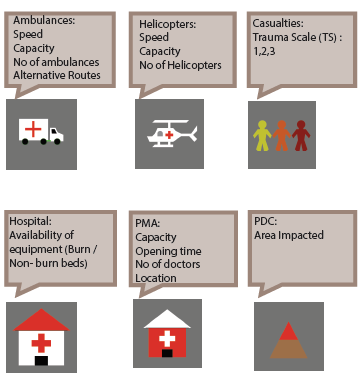 Ambulances:
Speed
Capacity
No of ambulances
Alternative Routes
Helicopters:
Speed
Capacity
No of Helicopters
Casualties:
Trauma Scale (TS) :
1,2,3
Hospital:
Availability of
equipment (Burn /
Non- burn beds)
PMA:
Capacity
Opening time
No of doctors
Location
PDC:
Area Impacted